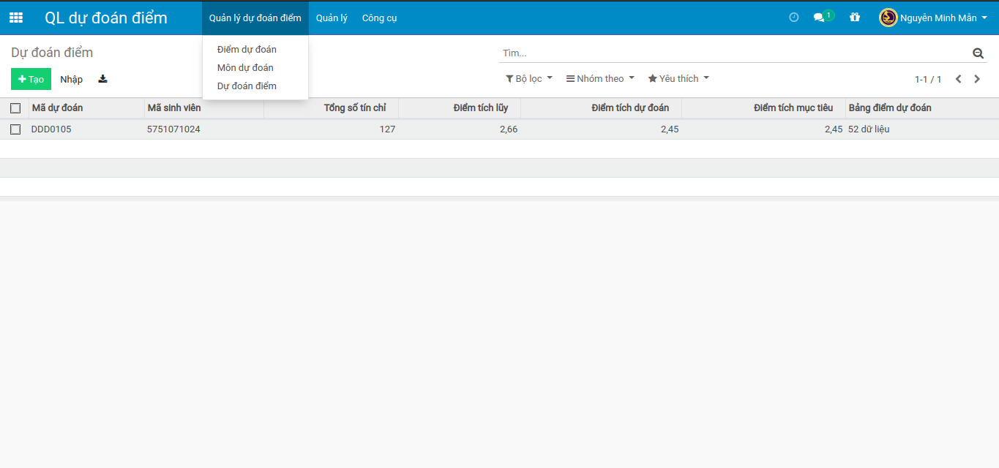 QL dự đoán điểm
Quản lý dự đoán điểm
Quản lý
Công cụ
1
Nguyễn Minh Mẫn
Điểm dự đoán
Môn dự đoán
Dự đoán điểm
Dự đoán điểm
Tìm...
Tạo
Nhập
Bộ lọc
Nhóm theo
Yêu thích
1-1 / 1
Mã dự đoán Mã sinh viên Tổng số tín chỉ Điểm tích lũy Điểm tích dự đoán Điểm tích mục tiêu Bảng điểm dự đoán
DDD0105 5751071024 127 2,66 2,45 2,45 52 dữ liệu